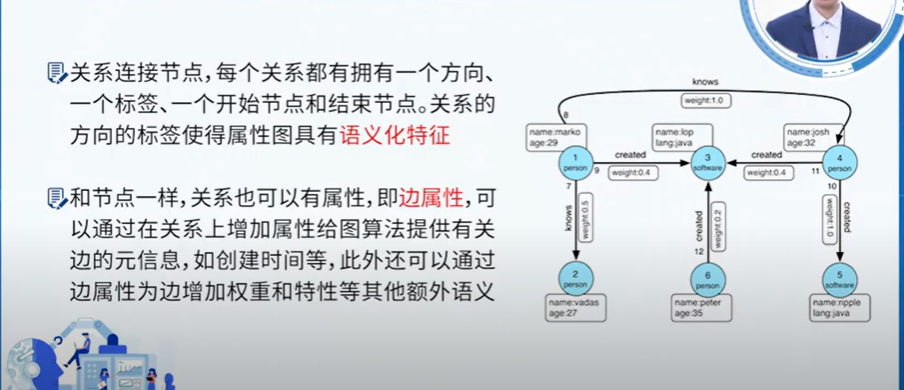 关系连接节点，每个关系都有拥有一个方向、
一个标签、一个开始节点和结束节点。关系的
方向的标签使得属性图具有语义化特征
和节点一样，关系也可以有属性，即边属性，可
以通过在关系上增加属性给图算法提供有关
边的元信息，如创建时间等，此外还可以通过
边属性为边增加权重和特性等其他额外语义
knows
weight:1.0
8
name:marko
age:29
name:lop
lang:java
name:josh
age:32
1
person
9
created
weight:0.4
3
software
created
weight:0.4
11
4
person
7
knows
weight:0.5
created
weight:0.2
12
10
weight:1.0
created
2
person
name:vadas
age:27
6
person
name:peter
age:35
5
software
name:ripple
lang:java